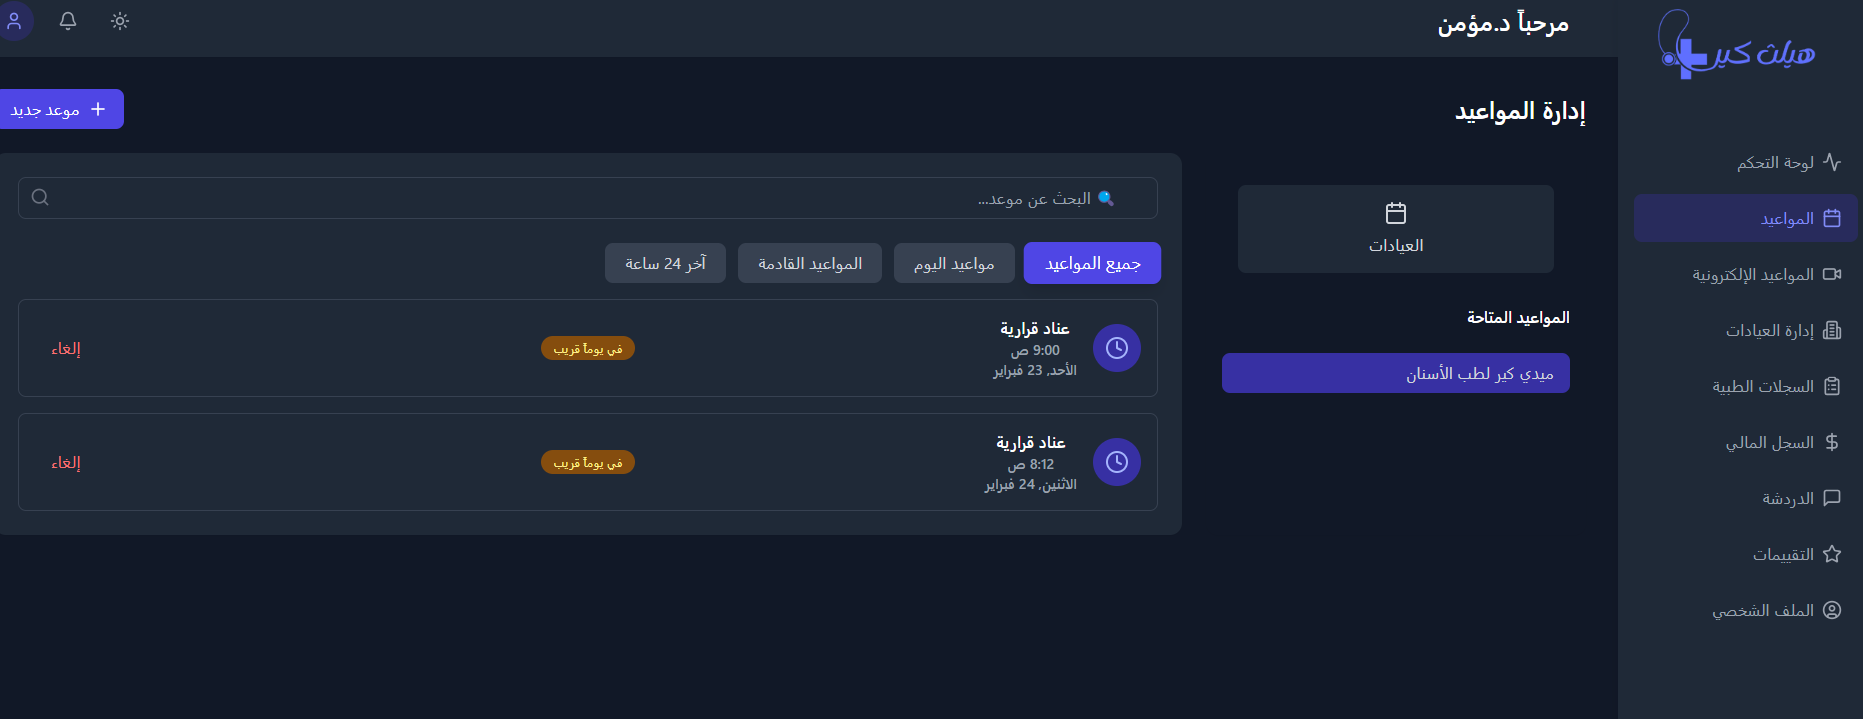 هيلث كير
لوحة التحكم
المواعيد
المواعيد الإلكترونية
إدارة العيادات
السجلات الطبية
السجل المالي
الدردشة
التقييمات
الملف الشخصي
مرحباً د.مؤمن
إدارة المواعيد
موعد جديد
العيادات
المواعيد المتاحة
ميدي كير لطب الأسنان
البحث عن موعد...
جميع المواعيد
مواعيد اليوم
المواعيد القادمة
آخر 24 ساعة
عناد قرارية
9:00 ص
الأحد, 23 فبراير
في يوماً قريب
إلغاء
عناد قرارية
8:12 ص
الاثنين, 24 فبراير
في يوماً قريب
إلغاء